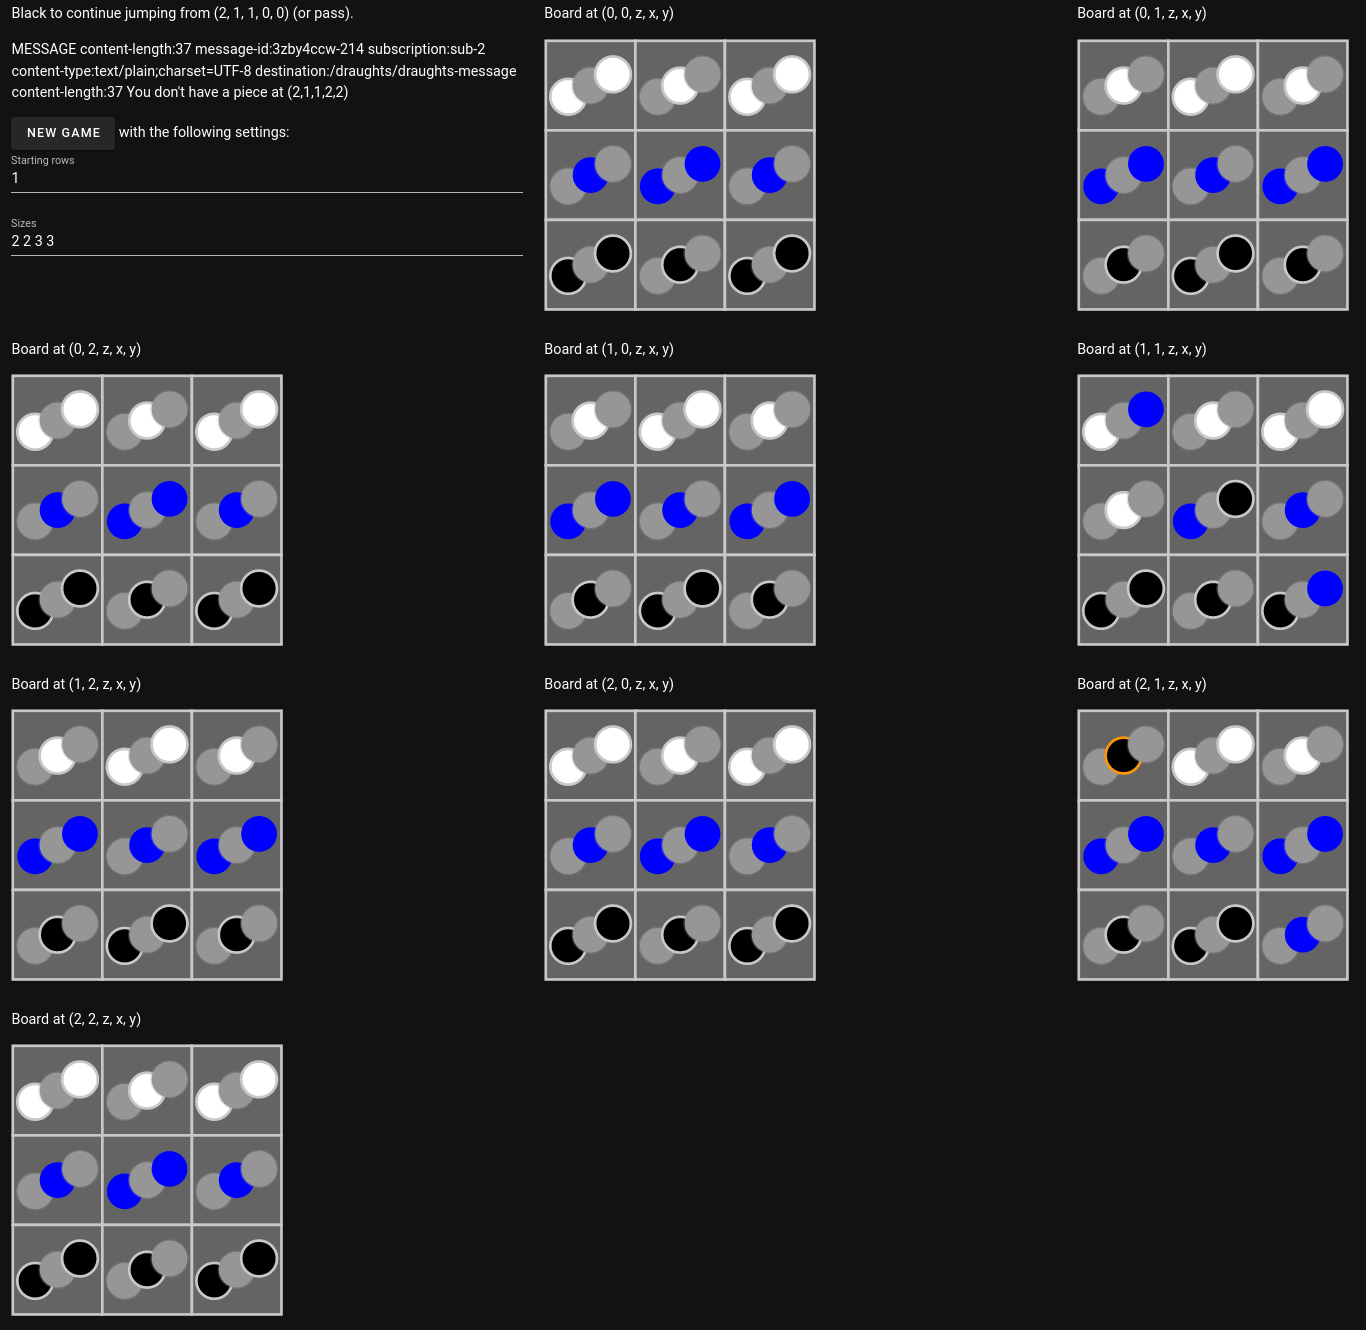 Black to continue jumping from (2, 1, 1, 0, 0) (or pass).
MESSAGE content-length:37 message-id:3zby4ccw-214 subscription:sub-2
content-type:text/plain;charset=UTF-8 destination:/draughts/draughts-message
content-length:37 You don't have a piece at (2,1,1,2,2)
NEW GAME with the following settings:
Starting rows
1
Sizes
2 2 3 3
Board at (0, 0, z, x, y)
Board at (0, 1, z, x, y)
Board at (0, 2, z, x, y)
Board at (1, 0, z, x, y)
Board at (1, 1, z, x, y)
Board at (1, 2, z, x, y)
Board at (2, 0, z, x, y)
Board at (2, 1, z, x, y)
Board at (2, 2, z, x, y)